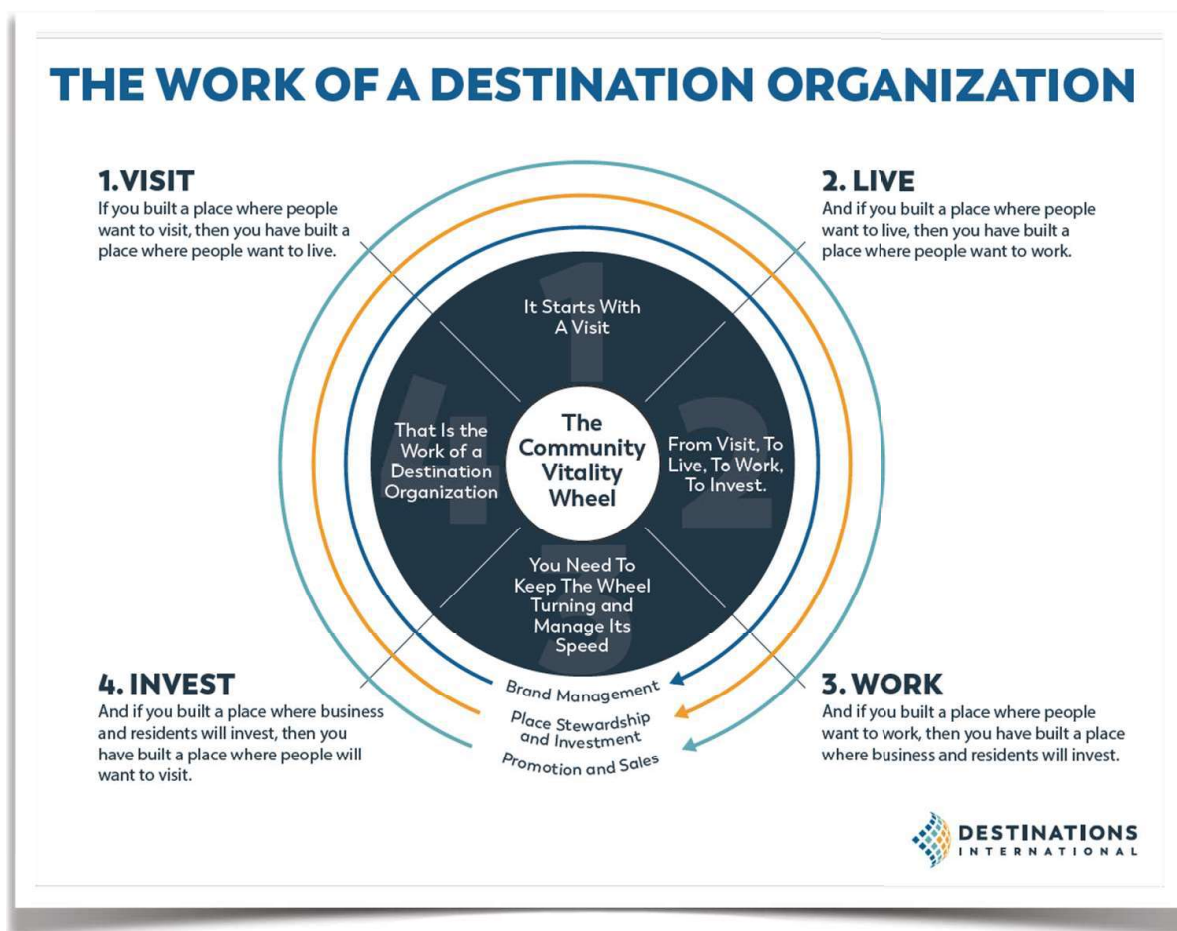 THE WORK OF A DESTINATION ORGANIZATION
1.VISIT
If you built a place where people
want to visit, then you have built a
place where people want to live.
2. LIVE
And if you built a place where people
want to live, then you have built a
place where people want to work.
1
It Starts With
A Visit
2
From Visit, To
Live, To Work,
To Invest.
3
You Need To
Keep The Wheel
Turning and
Manage Its
Speed
4
That Is the
Work of a
Destination
Organization
The
Community
Vitality
Wheel
Brand Management
Place Stewardship
and Investment
Promotion and Sales
3. WORK
And if you built a place where people
want to work, then you have built a place
where business and residents will invest.
4. INVEST
And if you built a place where business
and residents will invest, then you
have built a place where people will
want to visit.
DESTINATIONS
INTERNATIONAL